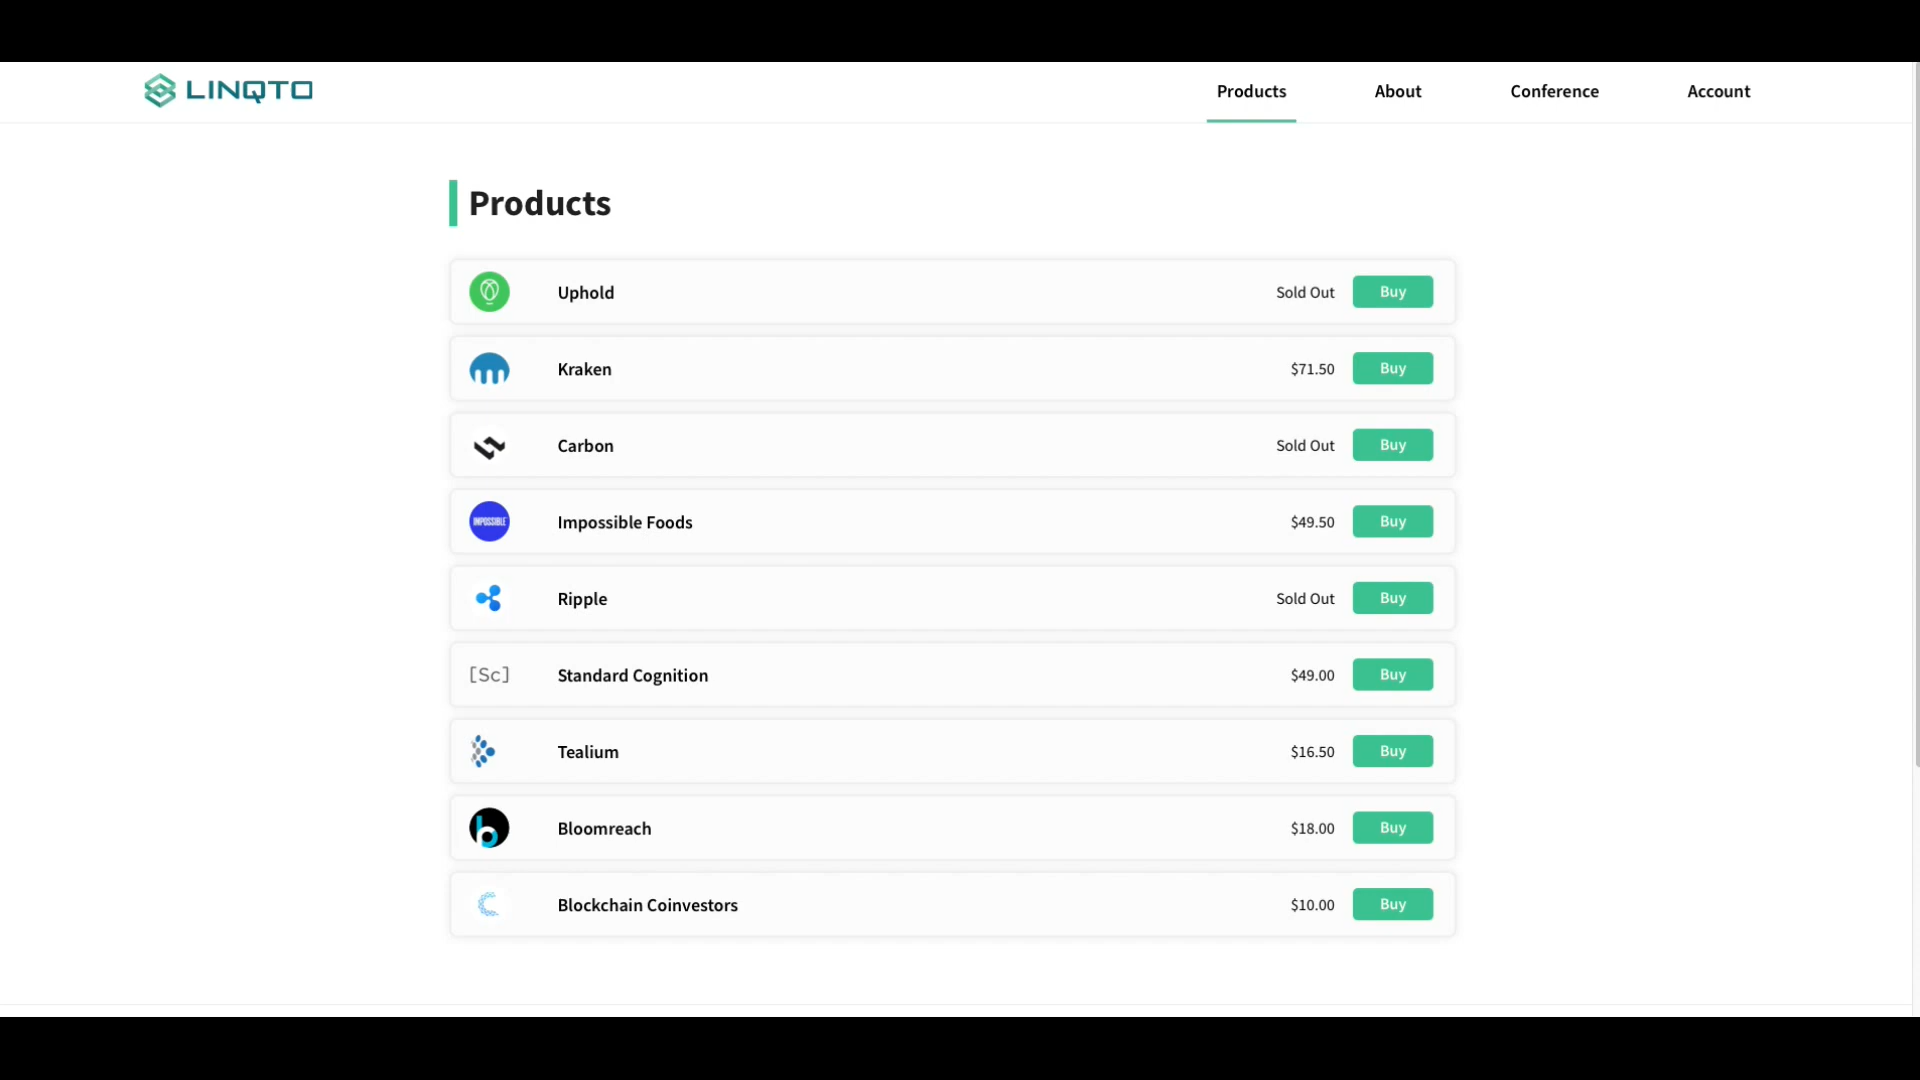 LINQTO
Products
About
Conference
Account
Products
Uphold
Sold Out
Buy
Kraken
$71.50
Buy
Carbon
Sold Out
Buy
IMPOSSIBLE
Impossible Foods
$49.50
Buy
Ripple
Sold Out
Buy
[Sc]
Standard Cognition
$49.00
Buy
Tealium
$16.50
Buy
b
Bloomreach
$18.00
Buy
Blockchain Coinvestors
$10.00
Buy